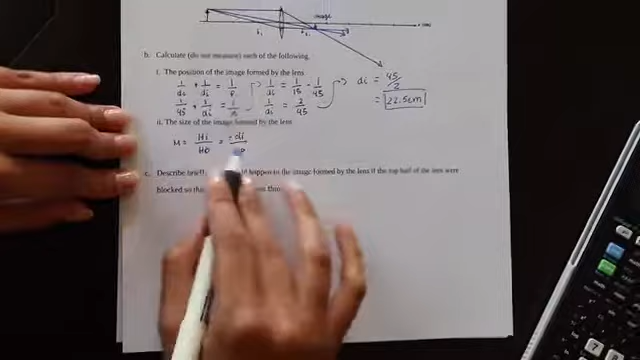 image
b. Calculate (do not measure) each of the following.
i. The position of the image formed by the lens
1/do + 1/di = 1/f
1/45 + 1/di = 1/15
1/di = 1/15 - 1/45
1/di = 2/45
di = 45/2
= 22.5cm
ii. The size of the image formed by the lens
M = Hi/Ho = -di/
c. Describe happen to the image formed by the lens if the top half of the lens were
blocked so